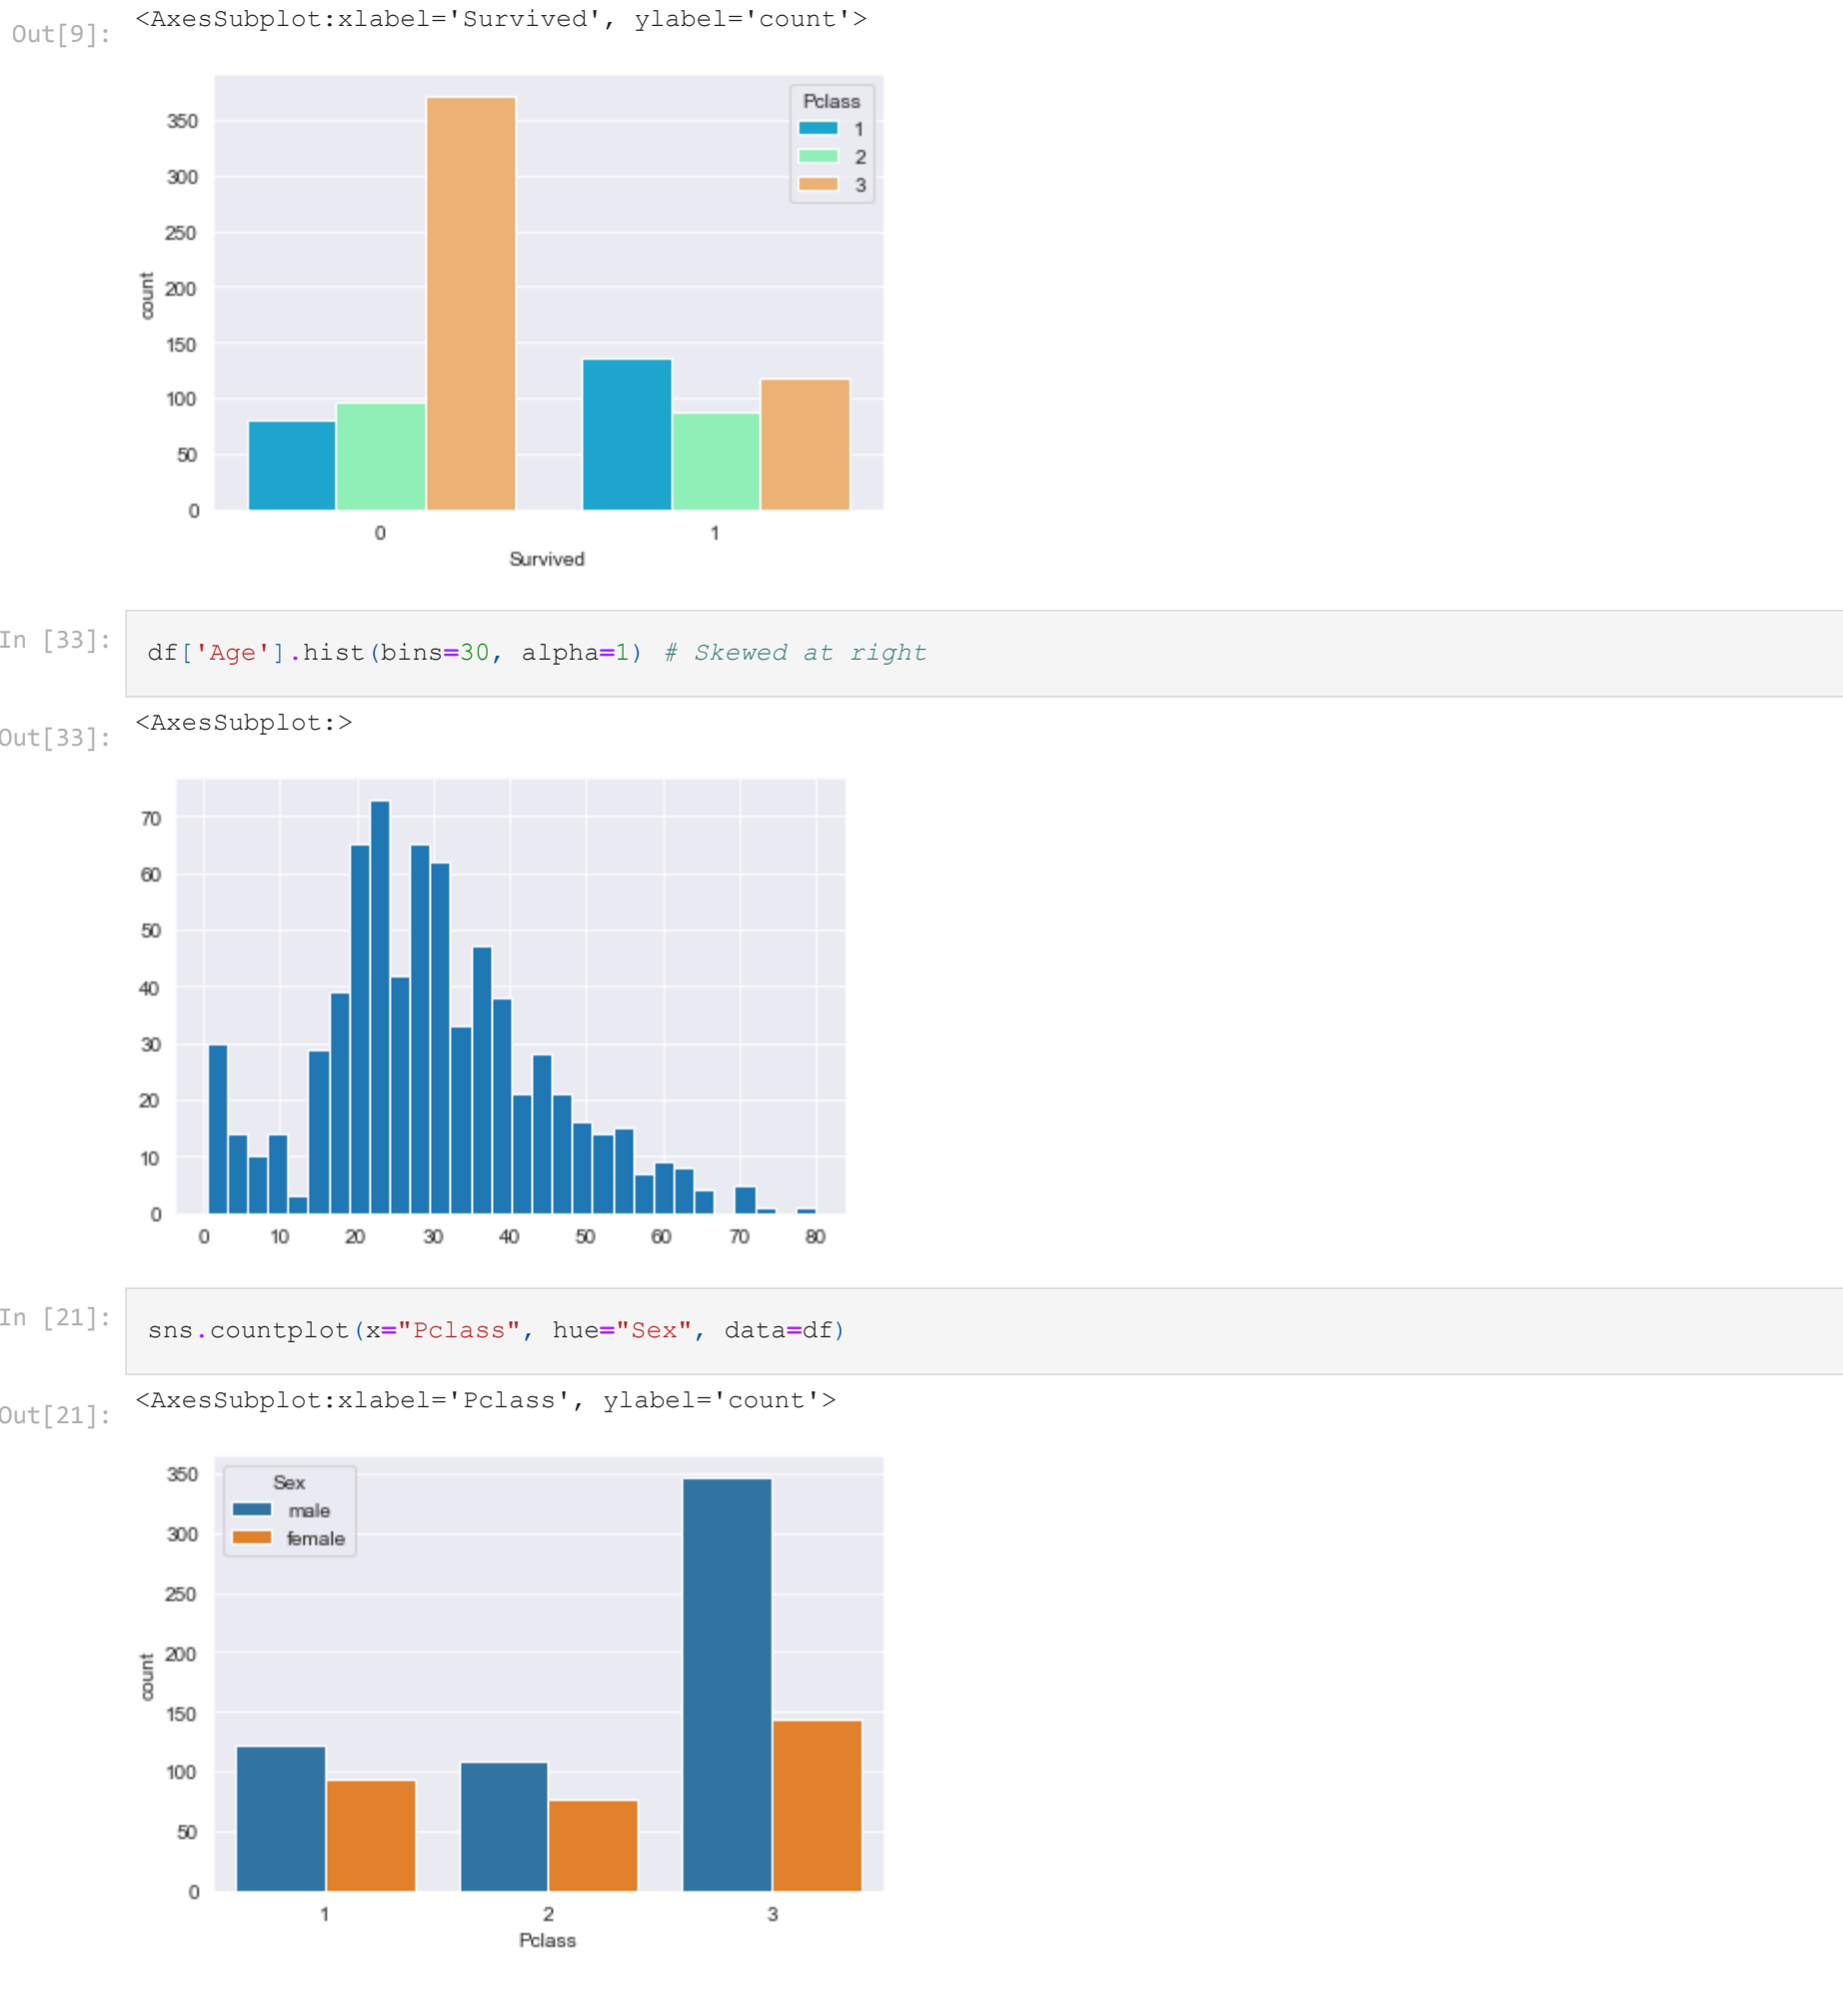 Out[9]:
<AxesSubplot:xlabel='Survived', ylabel='count'>
Pclass
1
2
3
350
300
250
200
150
100
50
0
count
0 1
Survived
In [33]:
df['Age'].hist(bins=30, alpha=1) # Skewed at right
Out[33]:
<AxesSubplot:>
70
60
50
40
30
20
10
0
0 10 20 30 40 50 60 70 80
In [21]:
sns.countplot(x="Pclass", hue="Sex", data=df)
Out[21]:
<AxesSubplot:xlabel='Pclass', ylabel='count'>
Sex
male
female
350
300
250
200
150
100
50
0
count
1 2 3
Pclass